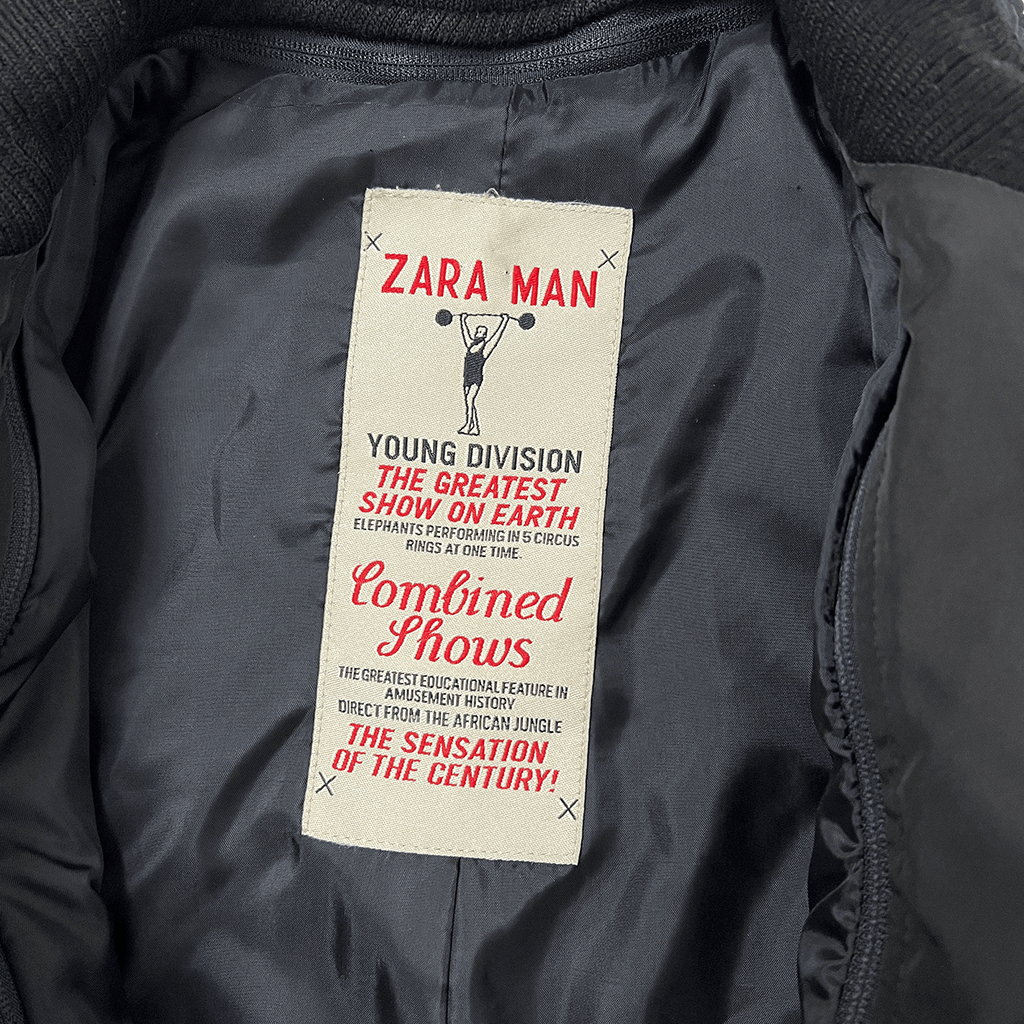 ZARA MAN
YOUNG DIVISION
THE GREATEST
SHOW ON EARTH
ELEPHANTS PERFORMING IN 5 CIRCUS
RINGS AT ONE TIME.
Combined
Shows
THE GREATEST EDUCATIONAL FEATURE IN
AMUSEMENT HISTORY
DIRECT FROM THE AFRICAN JUNGLE
THE SENSATION
OF THE CENTURY!